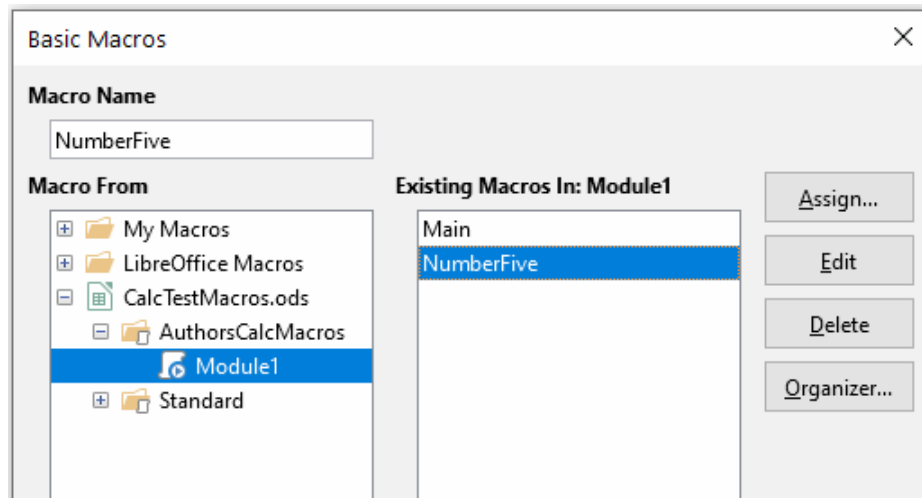 Basic Macros
Macro Name
NumberFive
Macro From
My Macros
LibreOffice Macros
CalcTestMacros.ods
AuthorsCalcMacros
Module1
Standard
Existing Macros In: Module1
Main
NumberFive
Assign...
Edit
Delete
Organizer...